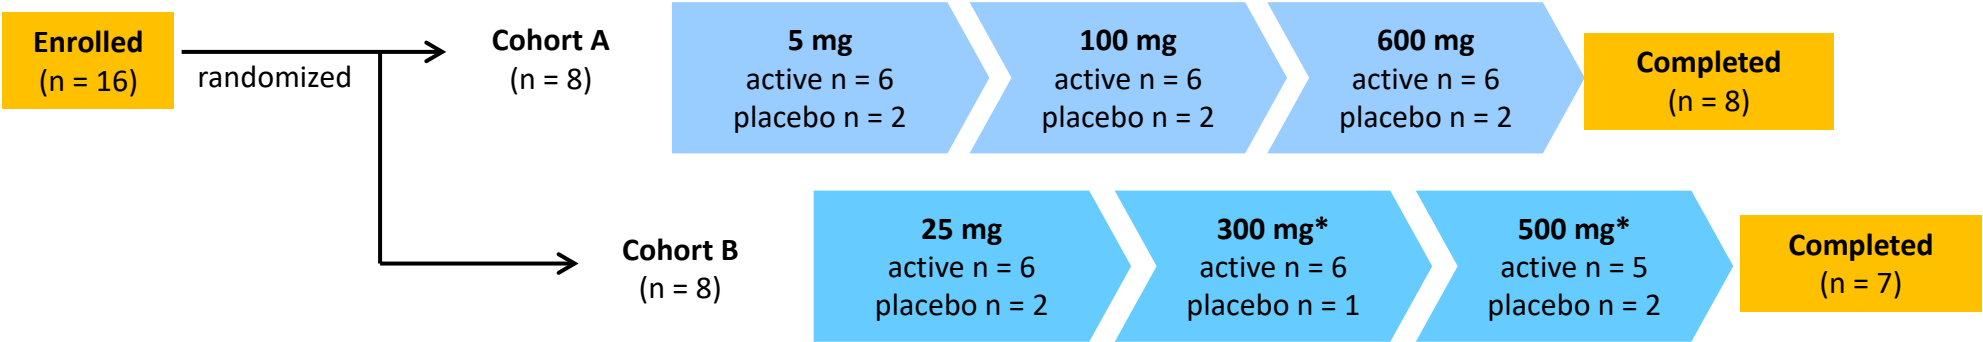 Enrolled
(n = 16)
randomized
Cohort A
(n = 8)
5 mg
active n = 6
placebo n = 2
100 mg
active n = 6
placebo n = 2
600 mg
active n = 6
placebo n = 2
Completed
(n = 8)
Cohort B
(n = 8)
25 mg
active n = 6
placebo n = 2
300 mg*
active n = 6
placebo n = 1
500 mg*
active n = 5
placebo n = 2
Completed
(n = 7)